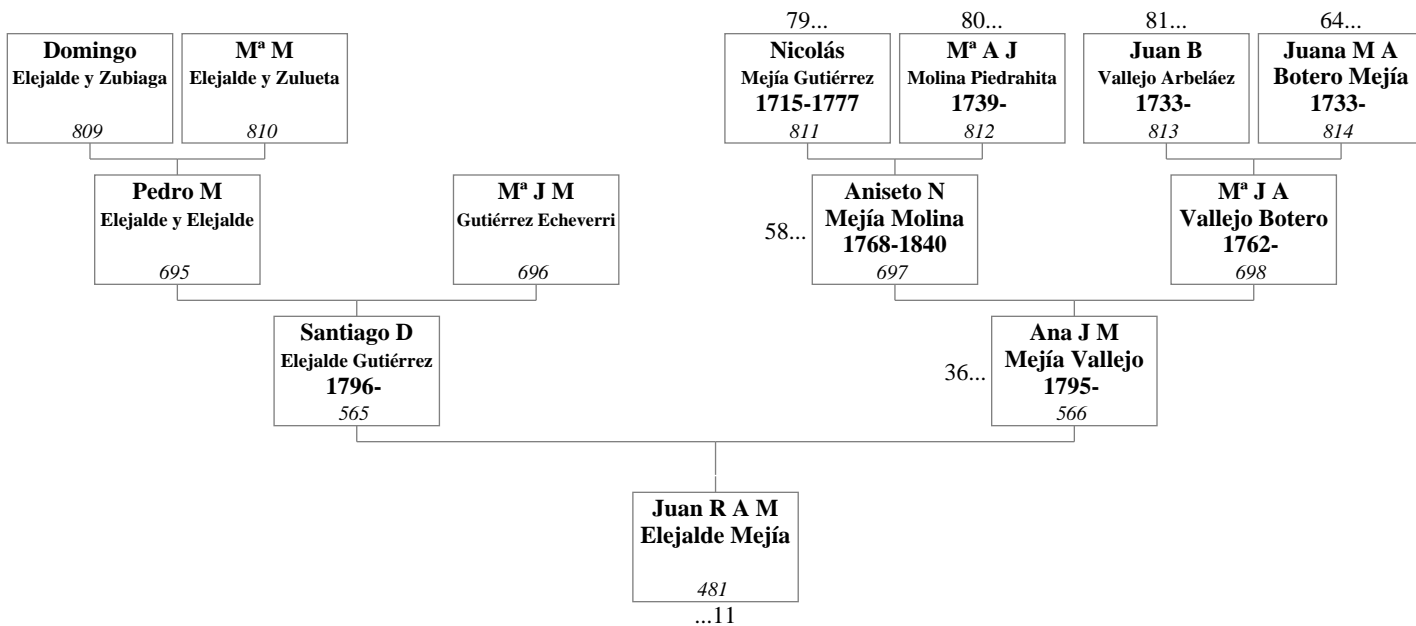 79...
80...
81...
64...
Domingo
Elejalde y Zubiaga
809
Mª M
Elejalde y Zulueta
810
Nicolás
Mejía Gutiérrez
1715-1777
811
Mª A J
Molina Piedrahita
1739-
812
Juan B
Vallejo Arbeláez
1733-
813
Juana M A
Botero Mejía
1733-
814
Pedro M
Elejalde y Elejalde
695
Mª J M
Gutiérrez Echeverri
696
58...
Aniseto N
Mejía Molina
1768-1840
697
Mª J A
Vallejo Botero
1762-
698
Santiago D
Elejalde Gutiérrez
1796-
565
36...
Ana J M
Mejía Vallejo
1795-
566
Juan R A M
Elejalde Mejía
481
...11